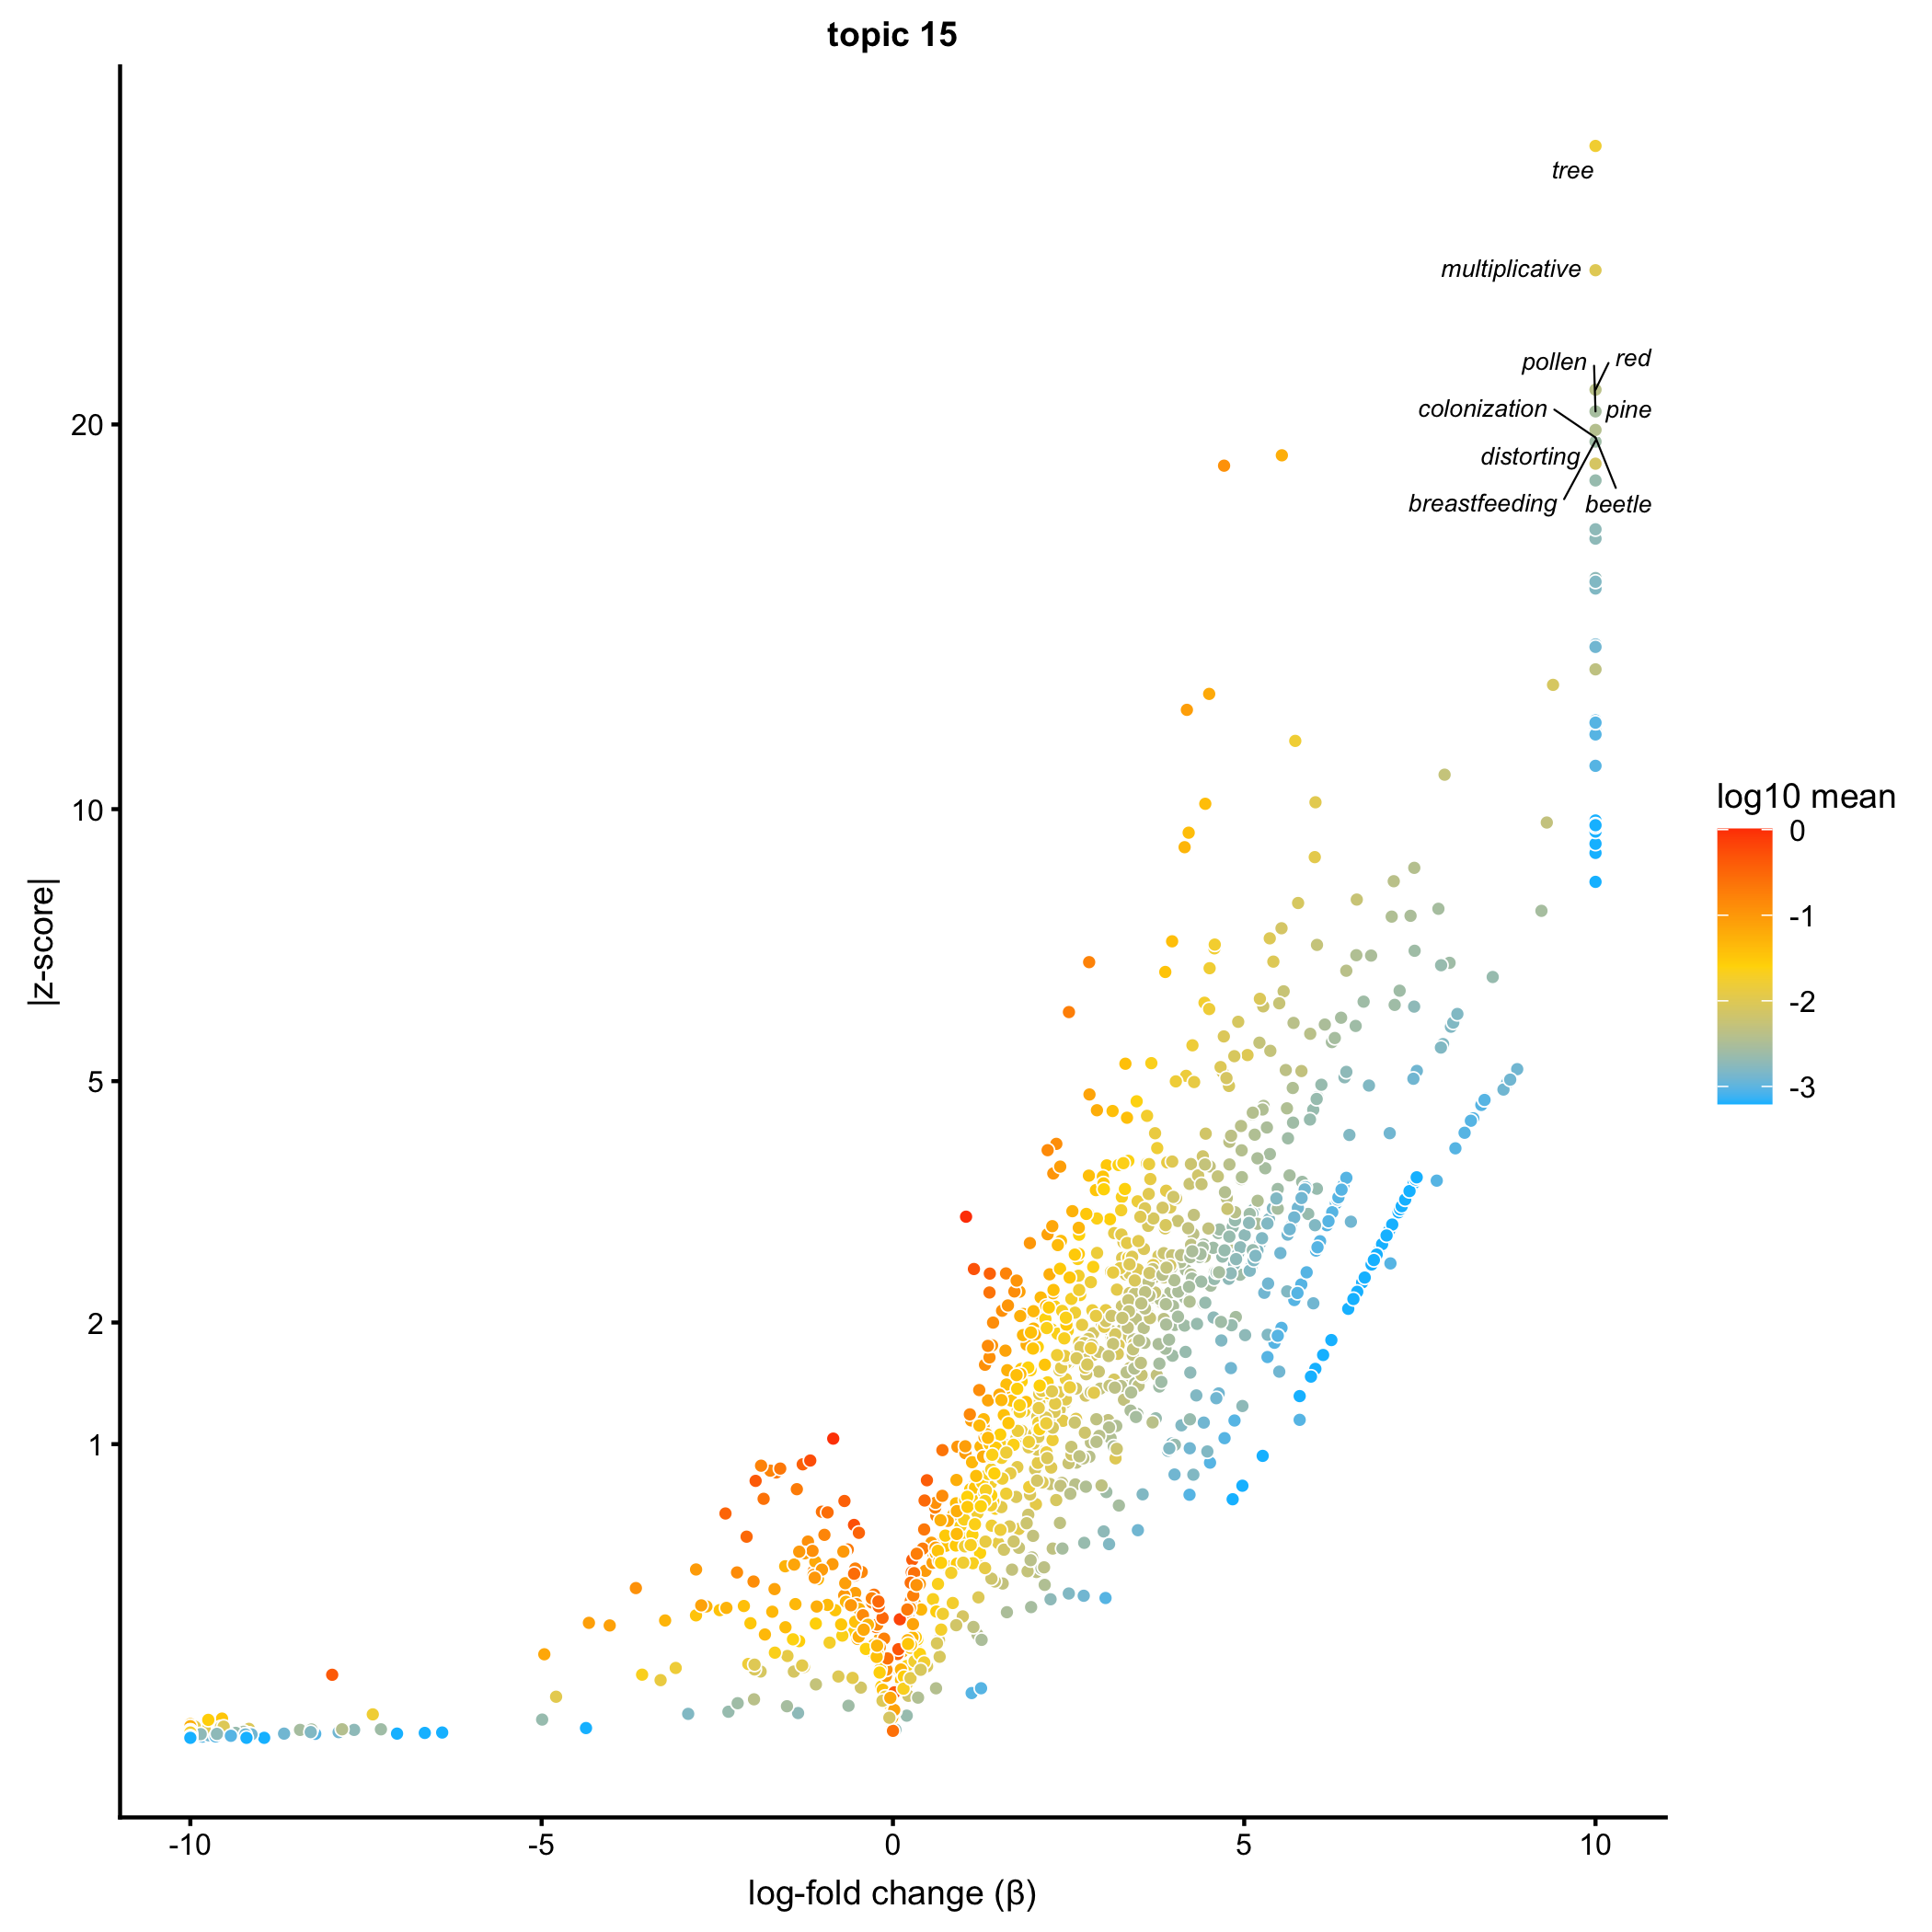 topic 15
tree
multiplicative
pollen
red
colonization
pine
distorting
breastfeeding
beetle
20
10
5
2
1
|z-score|
-10
-5
0
5
10
log-fold change (β)
log10 mean
0
-1
-2
-3